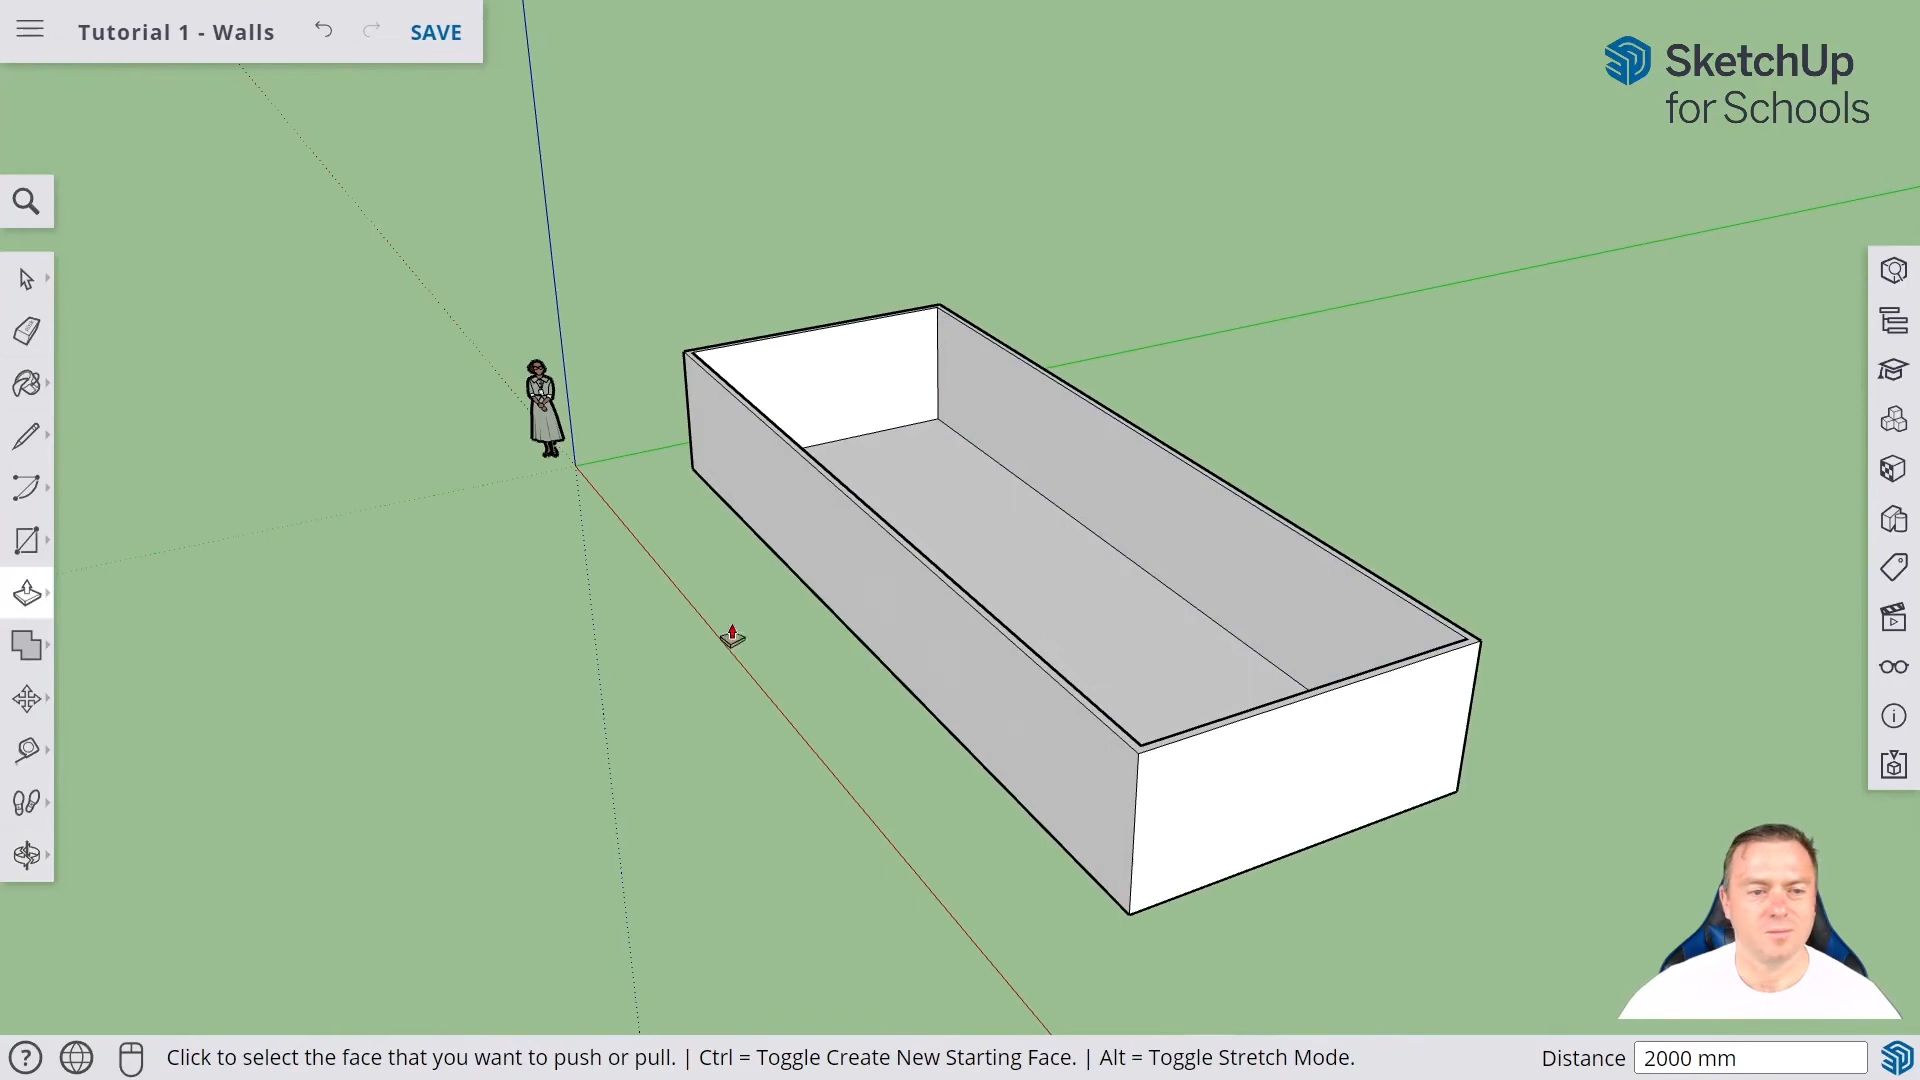 Tutorial 1 - Walls
SAVE
SketchUp
for Schools
Click to select the face that you want to push or pull. | Ctrl = Toggle Create New Starting Face. | Alt = Toggle Stretch Mode.
Distance 2000 mm